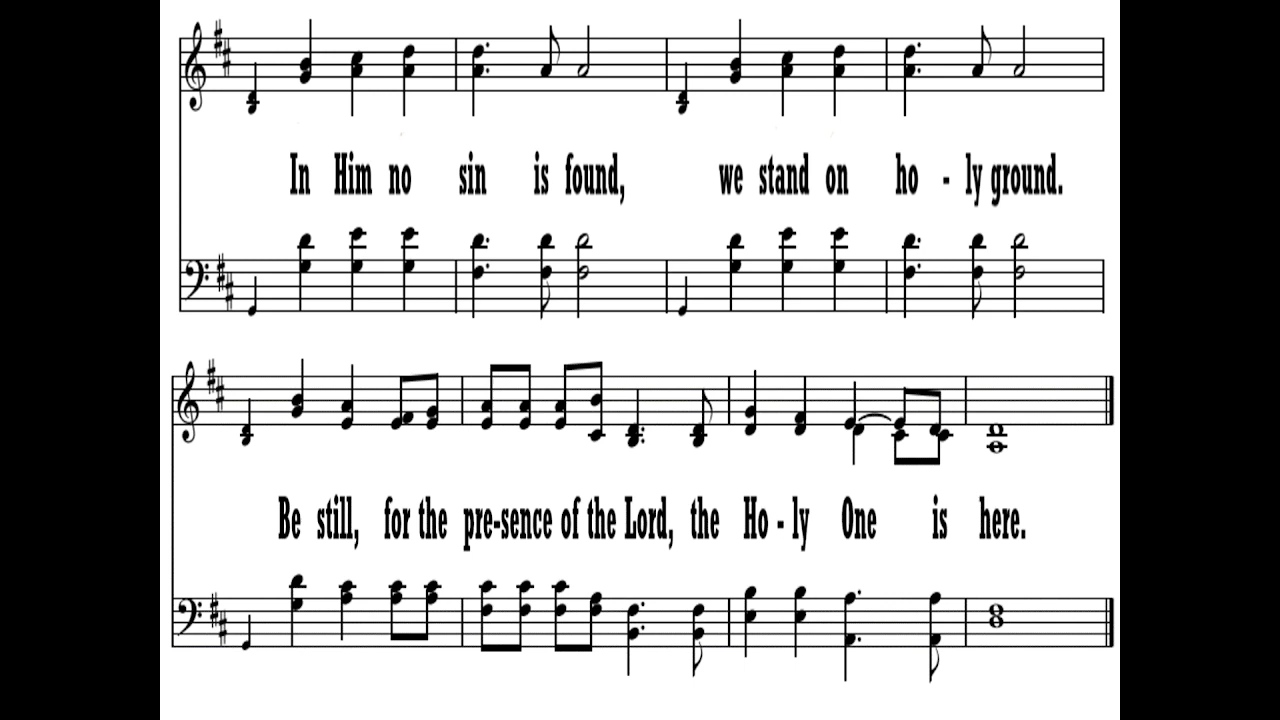 In Him no sin is found, we stand on ho - ly ground.
Be still, for the pre-sence of the Lord, the Ho - ly One is here.